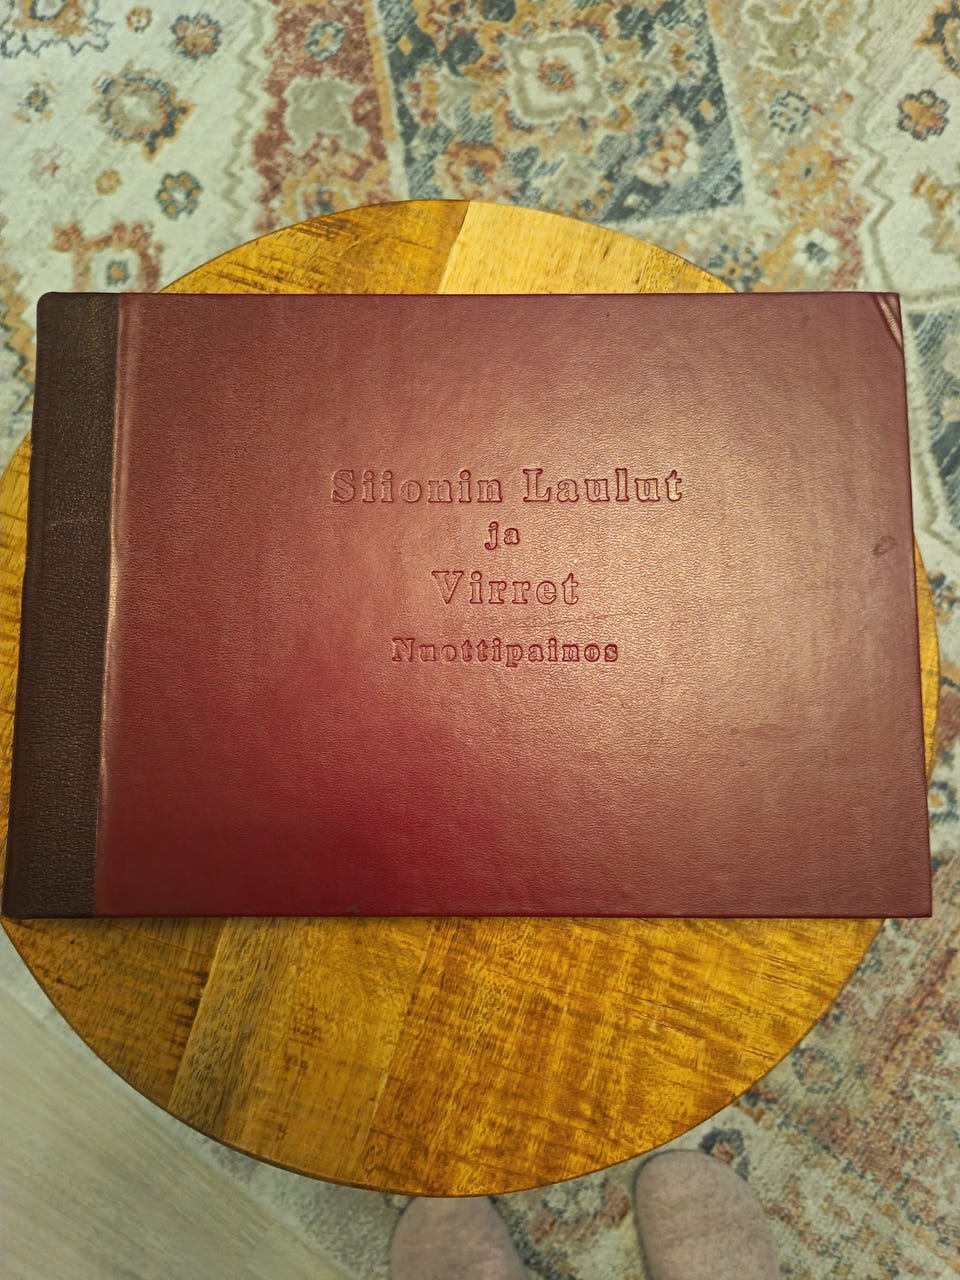 Siionin Laulut
ja
Virret
Nuottipainos